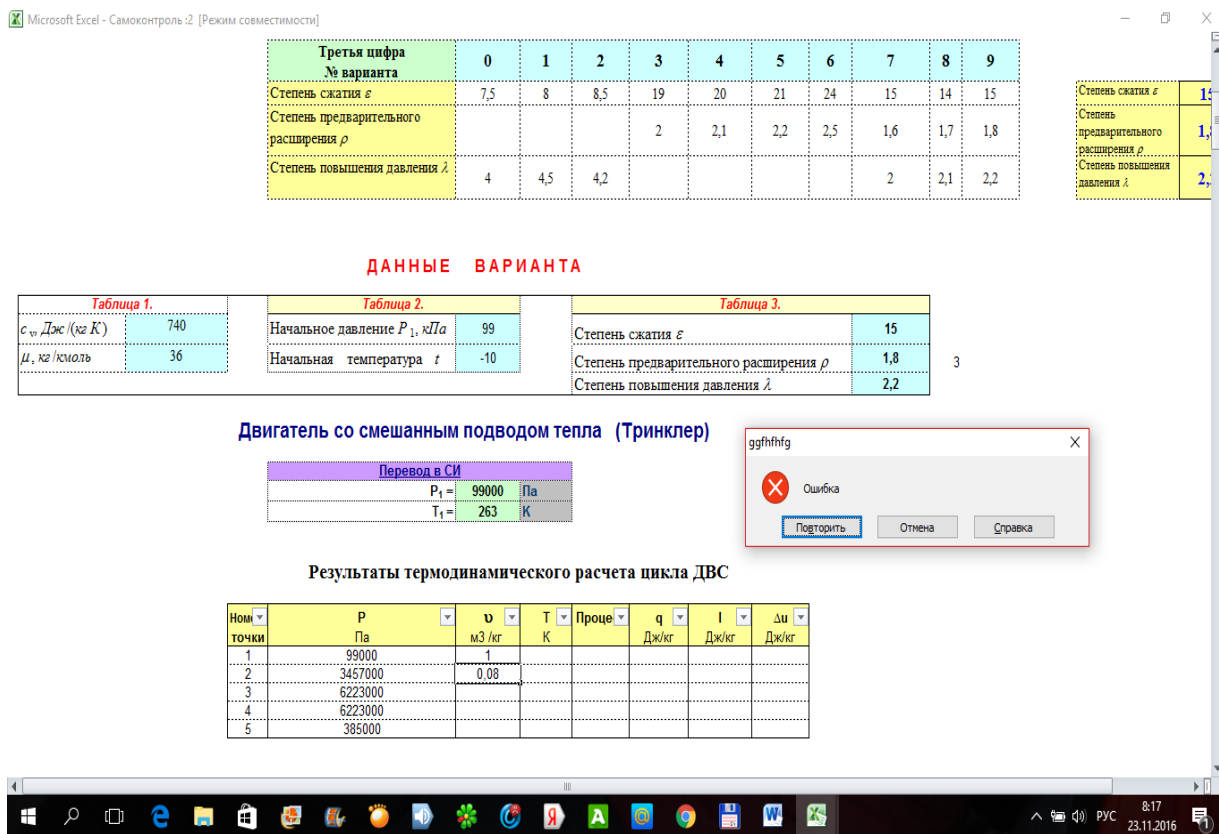 Microsoft Excel - Самоконтроль :2 [Режим совместимости]
Третья цифра
№ варианта
0 1 2 3 4 5 6 7 8 9
Степень сжатия ε 7,5 8 8,5 19 20 21 24 15 14 15
Степень предварительного
расширения ρ 2 2,1 2,2 2,5 1,6 1,7 1,8
Степень повышения давления λ 4 4,5 4,2 2 2,1 2,2
Степень сжатия ε
Степень
предварительного
расширения ρ
Степень повышения
давления λ
ДАННЫЕ ВАРИАНТА
Таблица 1. Таблица 2. Таблица 3.
c v, Дж/(кг К) 740 Начальное давление P 1, кПа 99 Степень сжатия ε 15
μ, кг/кмоль 36 Начальная температура t -10 Степень предварительного расширения ρ 1,8 3
Степень повышения давления λ 2,2
Двигатель со смешанным подводом тепла (Тринклер)
Перевод в СИ
P1 = 99000 Па
T1 = 263 К
ggfhfhfg
Ошибка
Повторить Отмена Справка
Результаты термодинамического расчета цикла ДВС
Номе P υ T Процес q l Δu
точки Па м3 /кг К Дж/кг Дж/кг Дж/кг
1 99000 1
2 3457000 0,08
3 6223000
4 6223000
5 385000
РУС
8:17
23.11.2016